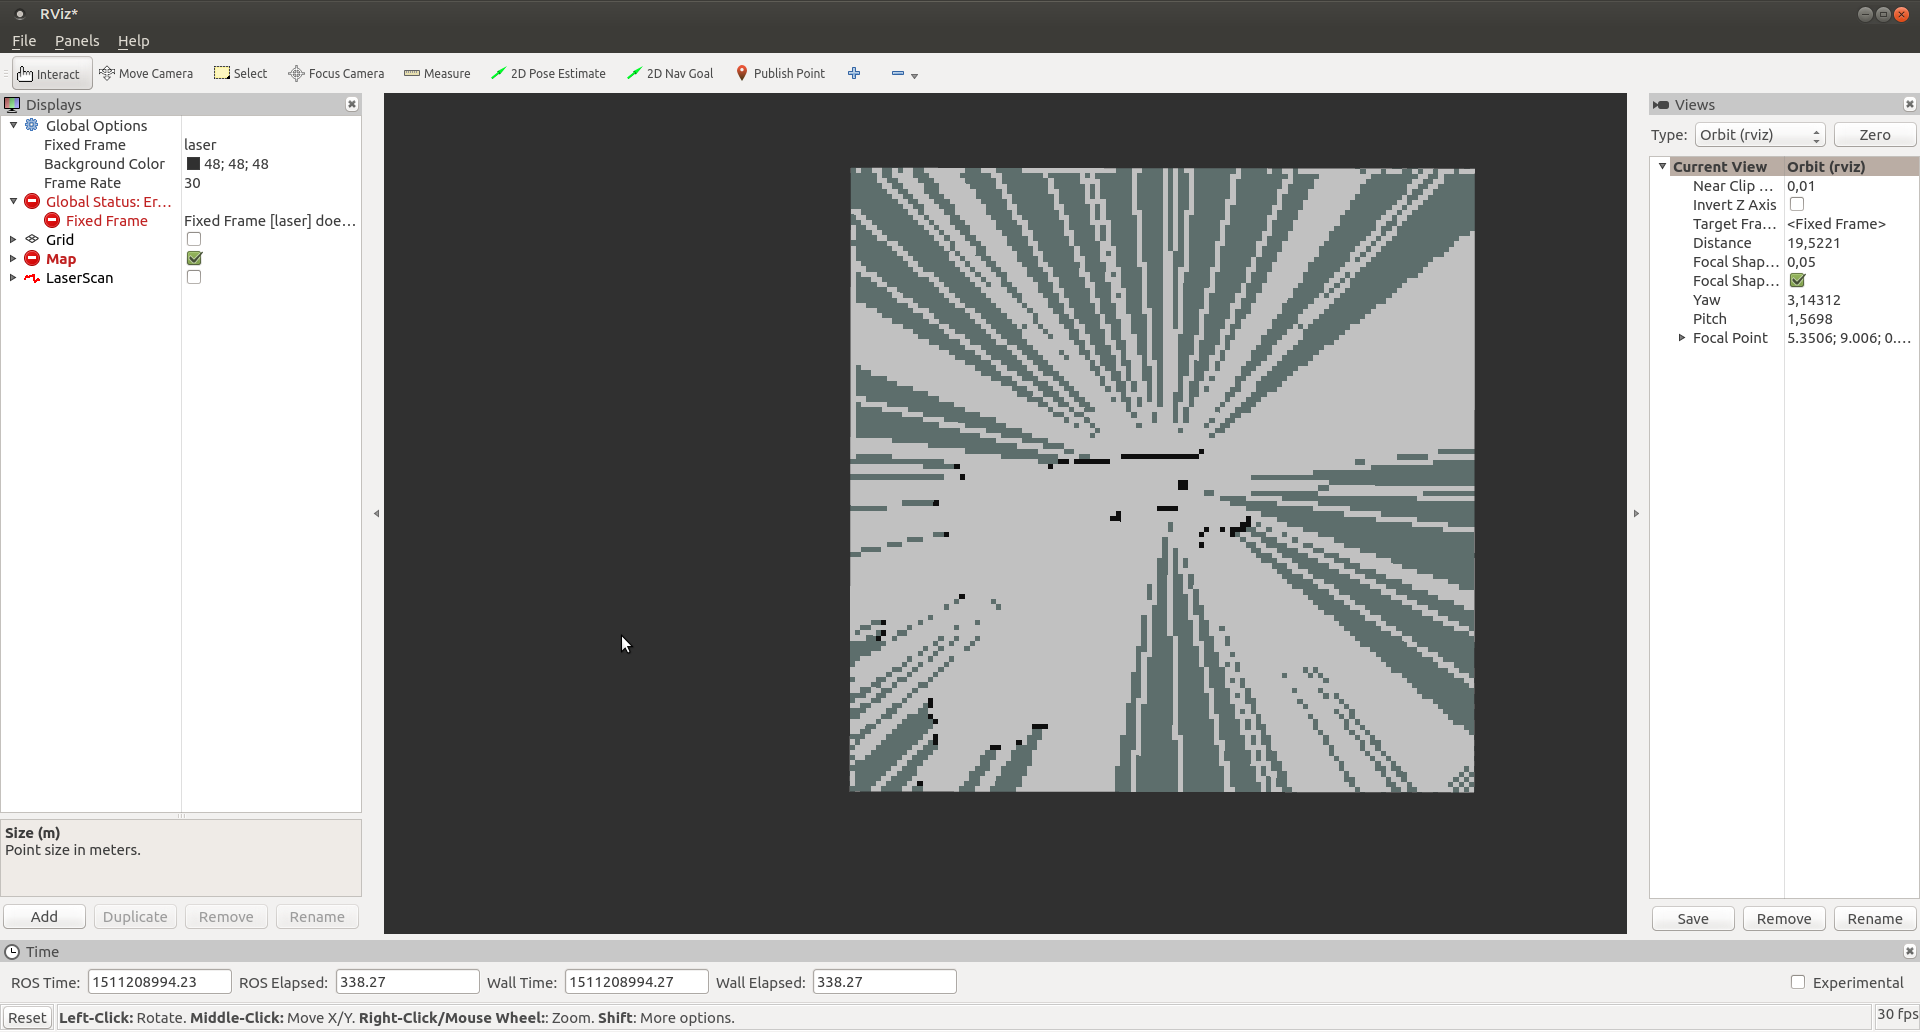 RViz*
File Panels Help
Interact Move Camera Select Focus Camera Measure 2D Pose Estimate 2D Nav Goal Publish Point
Displays
Global Options
Fixed Frame laser
Background Color 48; 48; 48
Frame Rate 30
Global Status: Er...
Fixed Frame Fixed Frame [laser] doe...
Grid
Map
LaserScan
Size (m)
Point size in meters.
Add Duplicate Remove Rename
Views
Type: Orbit (rviz) Zero
Current View Orbit (rviz)
Near Clip ... 0,01
Invert Z Axis
Target Fra... <Fixed Frame>
Distance 19,5221
Focal Shap... 0,05
Focal Shap...
Yaw 3,14312
Pitch 1,5698
Focal Point 5.3506; 9.006; 0....
Save Remove Rename
Time
ROS Time: 1511208994.23 ROS Elapsed: 338.27 Wall Time: 1511208994.27 Wall Elapsed: 338.27 Experimental
Reset Left-Click: Rotate. Middle-Click: Move X/Y. Right-Click/Mouse Wheel:: Zoom. Shift: More options. 30 fps